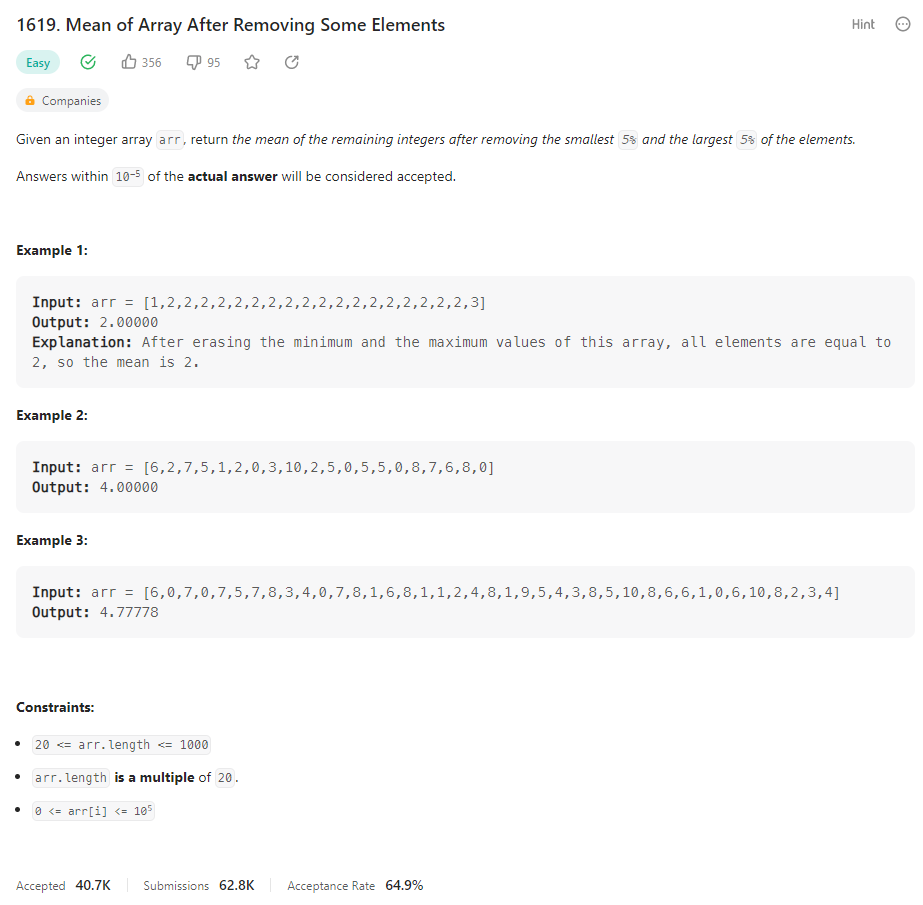 1619. Mean of Array After Removing Some Elements
Hint
Easy
356
95
Companies
Given an integer array arr, return the mean of the remaining integers after removing the smallest 5% and the largest 5% of the elements.
Answers within 10⁻⁵ of the actual answer will be considered accepted.
Example 1:
Input: arr = [1,2,2,2,2,2,2,2,2,2,2,2,2,2,2,2,2,2,2,3]
Output: 2.00000
Explanation: After erasing the minimum and the maximum values of this array, all elements are equal to
2, so the mean is 2.
Example 2:
Input: arr = [6,2,7,5,1,2,0,3,10,2,5,0,5,5,0,8,7,6,8,0]
Output: 4.00000
Example 3:
Input: arr = [6,0,7,0,7,5,7,8,3,4,0,7,8,1,6,8,1,1,2,4,8,1,9,5,4,3,8,5,10,8,6,6,1,0,6,10,8,2,3,4]
Output: 4.77778
Constraints:
• 20 <= arr.length <= 1000
• arr.length is a multiple of 20.
• 0 <= arr[i] <= 10⁵
Accepted 40.7K
Submissions 62.8K
Acceptance Rate 64.9%